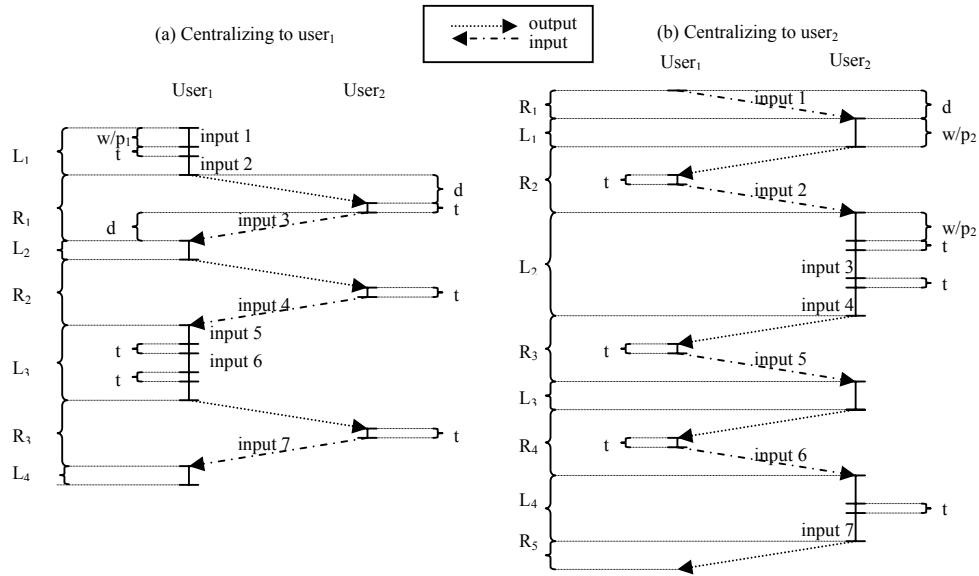 output
input
(a) Centralizing to user₁
(b) Centralizing to user₂
User₁
User₂
L₁
w/p₁
t
input 1
input 2
d
t
R₁
d
input 3
L₂
R₂
t
input 4
L₃
input 5
t
input 6
t
R₃
t
input 7
L₄
User₁
User₂
R₁
input 1
d
L₁
w/p₂
R₂
t
input 2
L₂
w/p₂
t
input 3
t
input 4
R₃
t
input 5
L₃
R₄
t
input 6
L₄
t
input 7
R₅